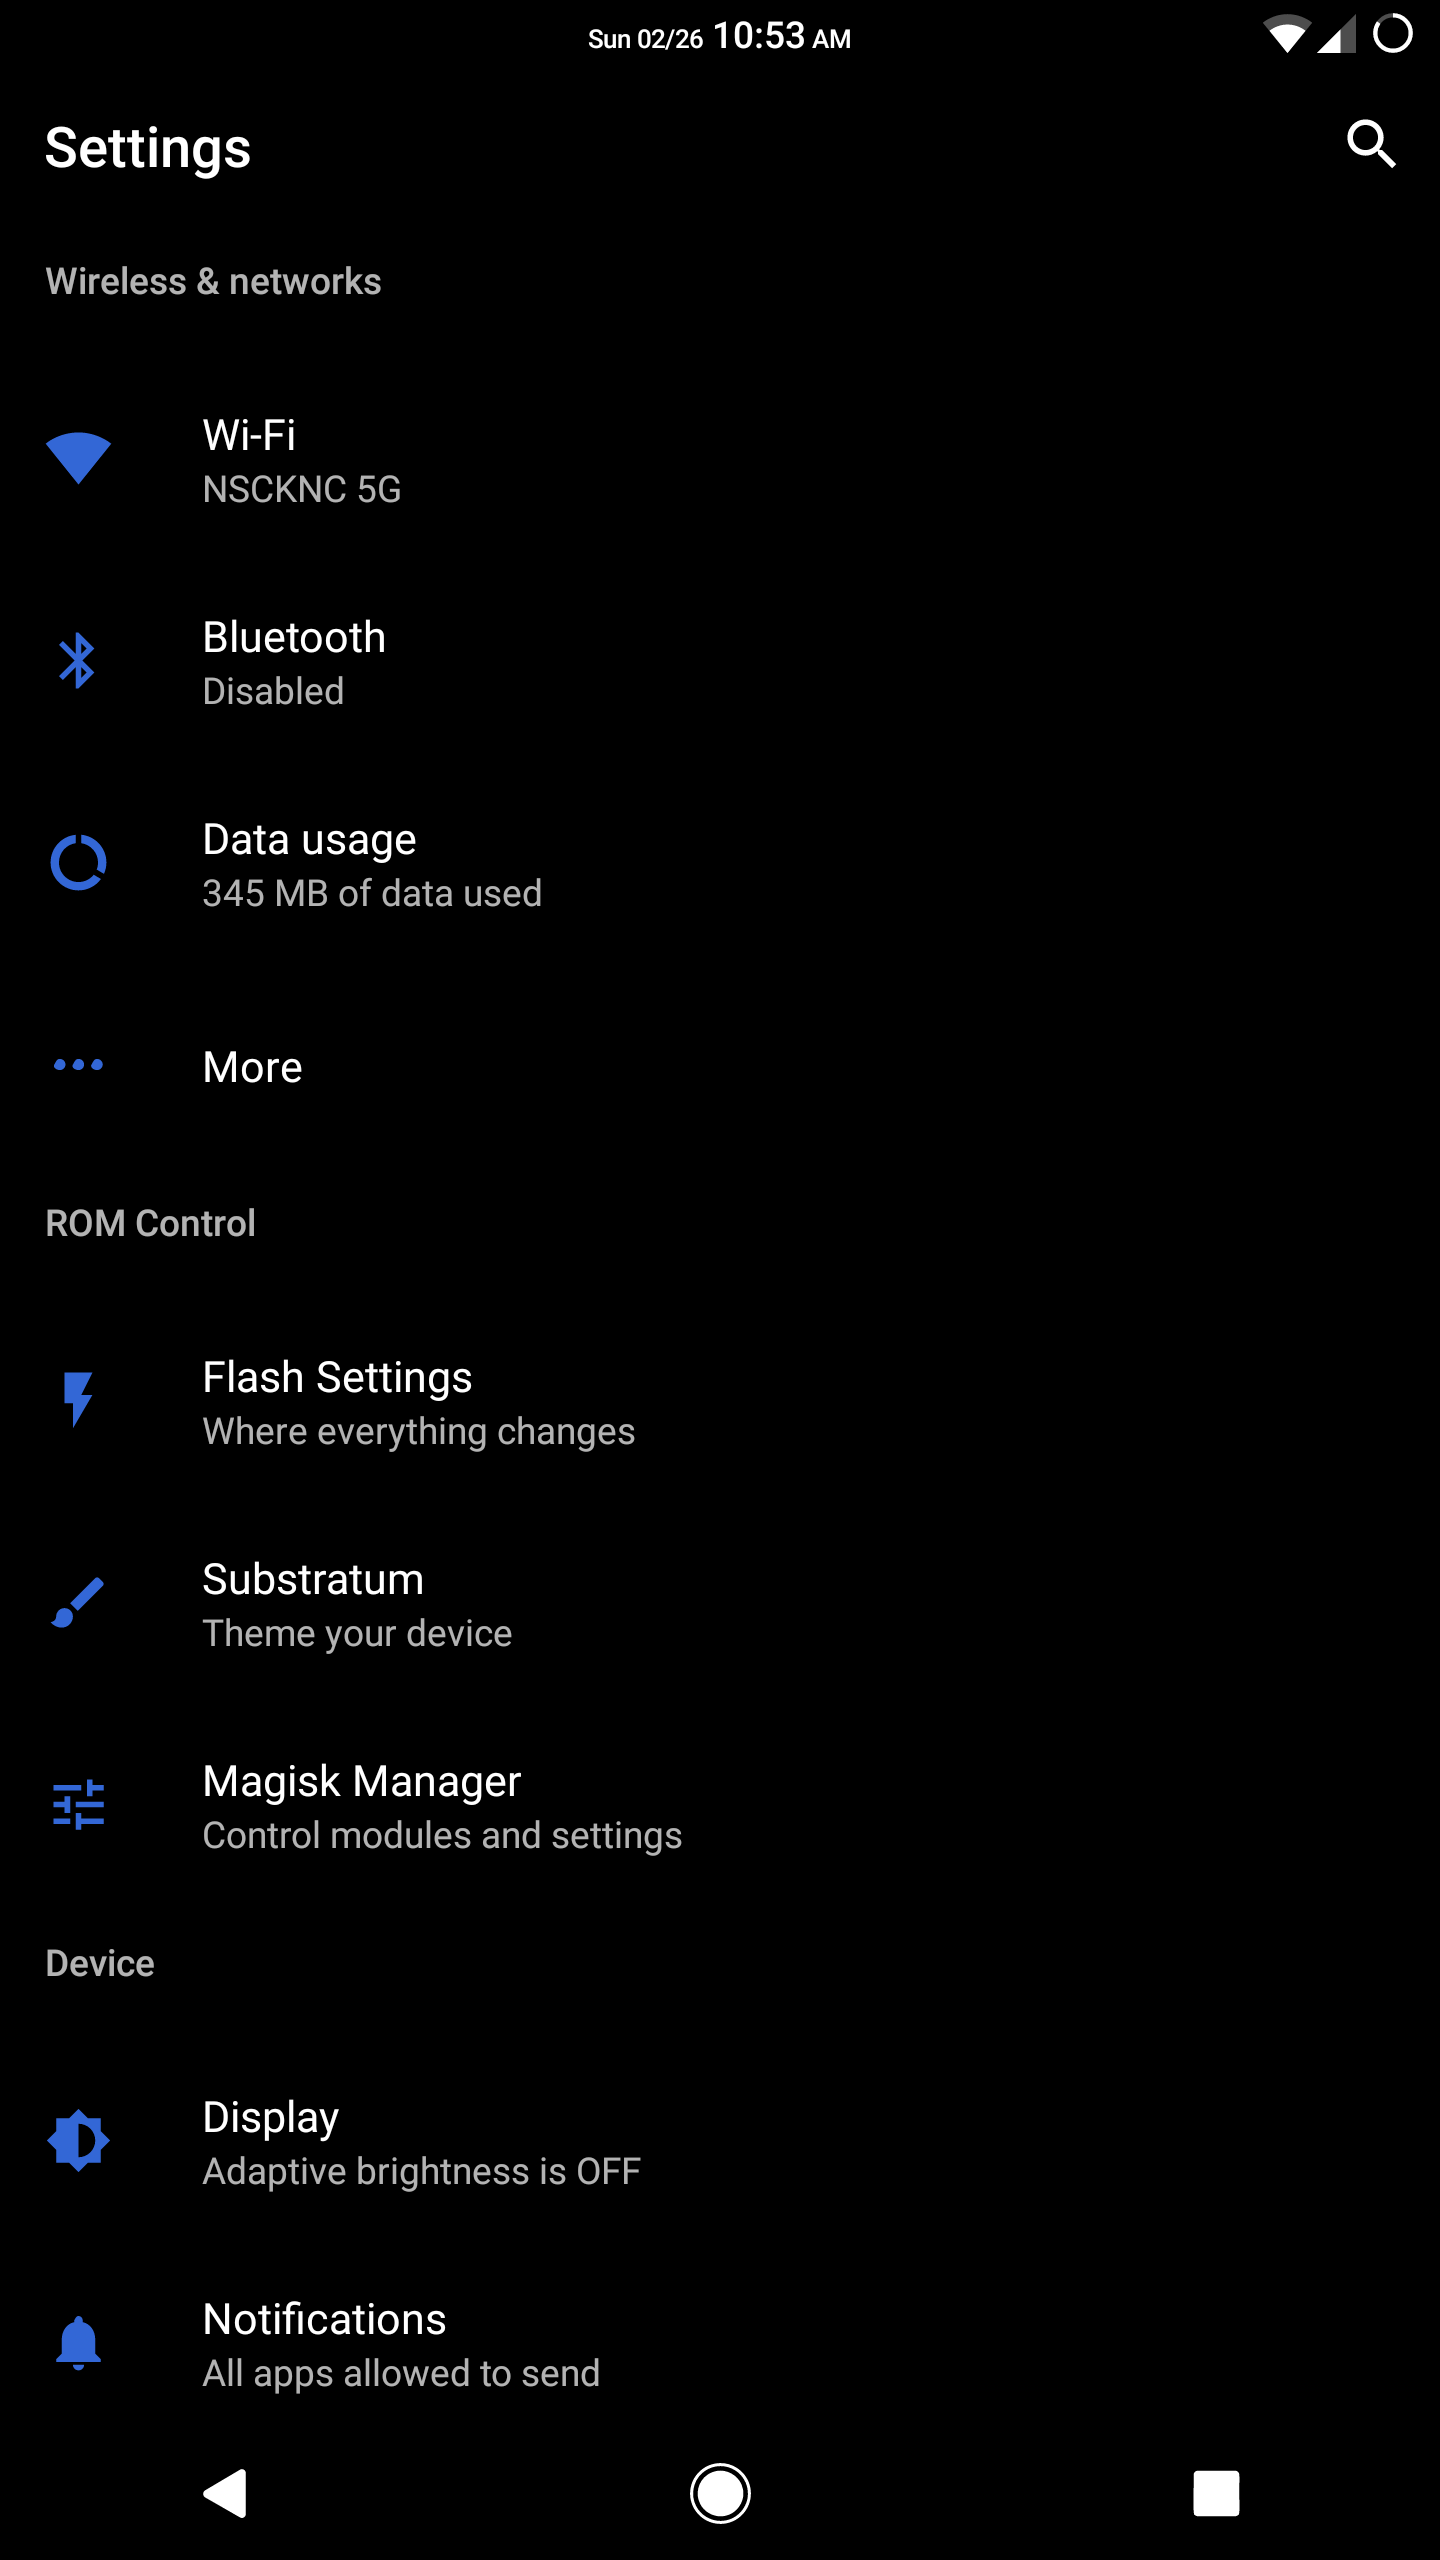 Sun 02/26 10:53 AM
Settings
Wireless & networks
Wi-Fi
NSCKNC 5G
Bluetooth
Disabled
Data usage
345 MB of data used
More
ROM Control
Flash Settings
Where everything changes
Substratum
Theme your device
Magisk Manager
Control modules and settings
Device
Display
Adaptive brightness is OFF
Notifications
All apps allowed to send